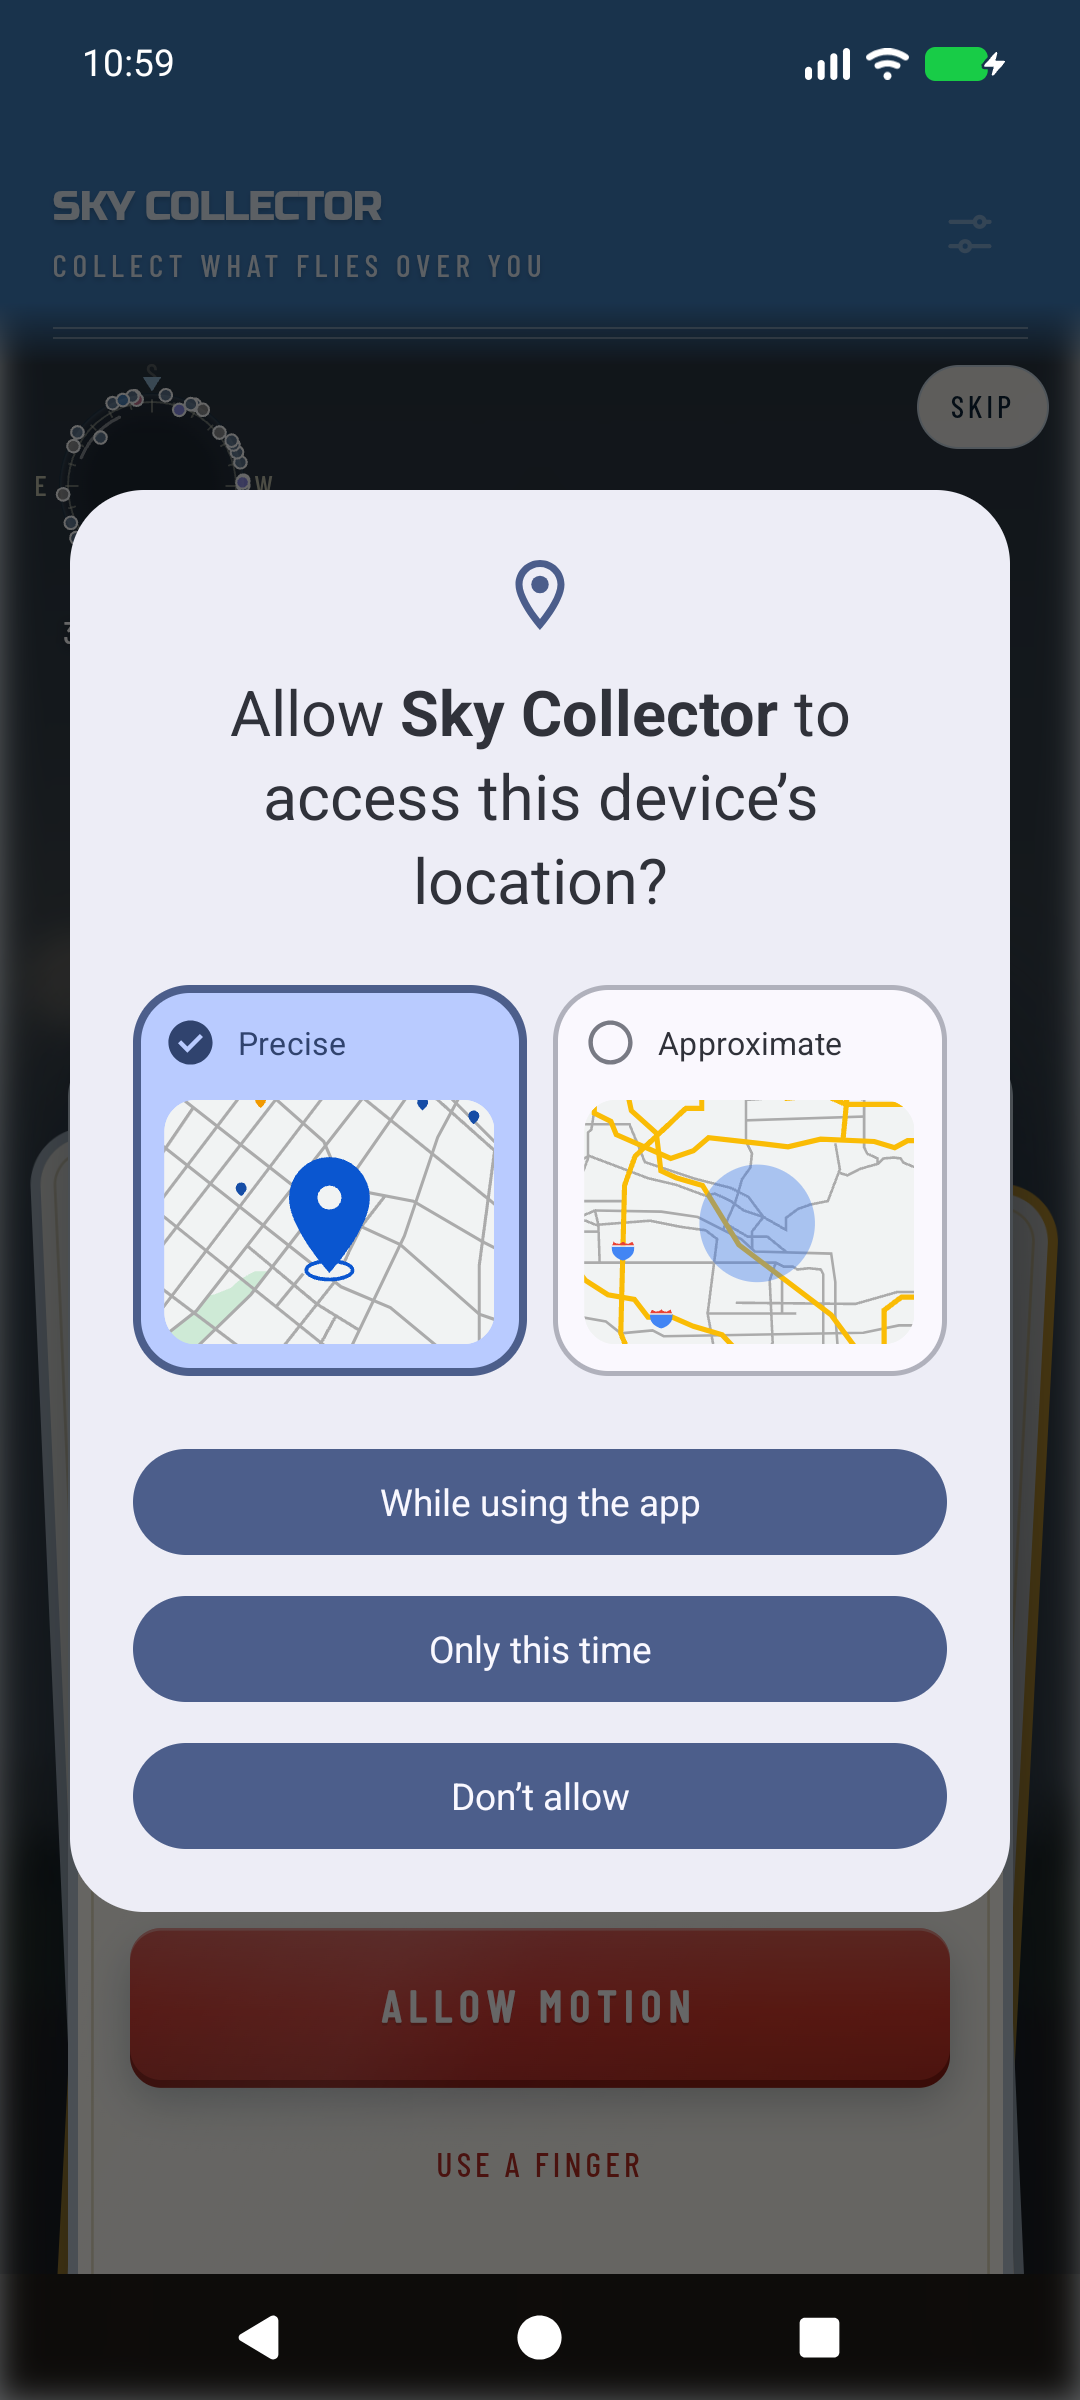 10:59
SKY COLLECTOR
COLLECT WHAT FLIES OVER YOU
S
SKIP
E
W
Allow Sky Collector to
access this device’s
location?
Precise
Approximate
While using the app
Only this time
Don’t allow
ALLOW MOTION
USE A FINGER